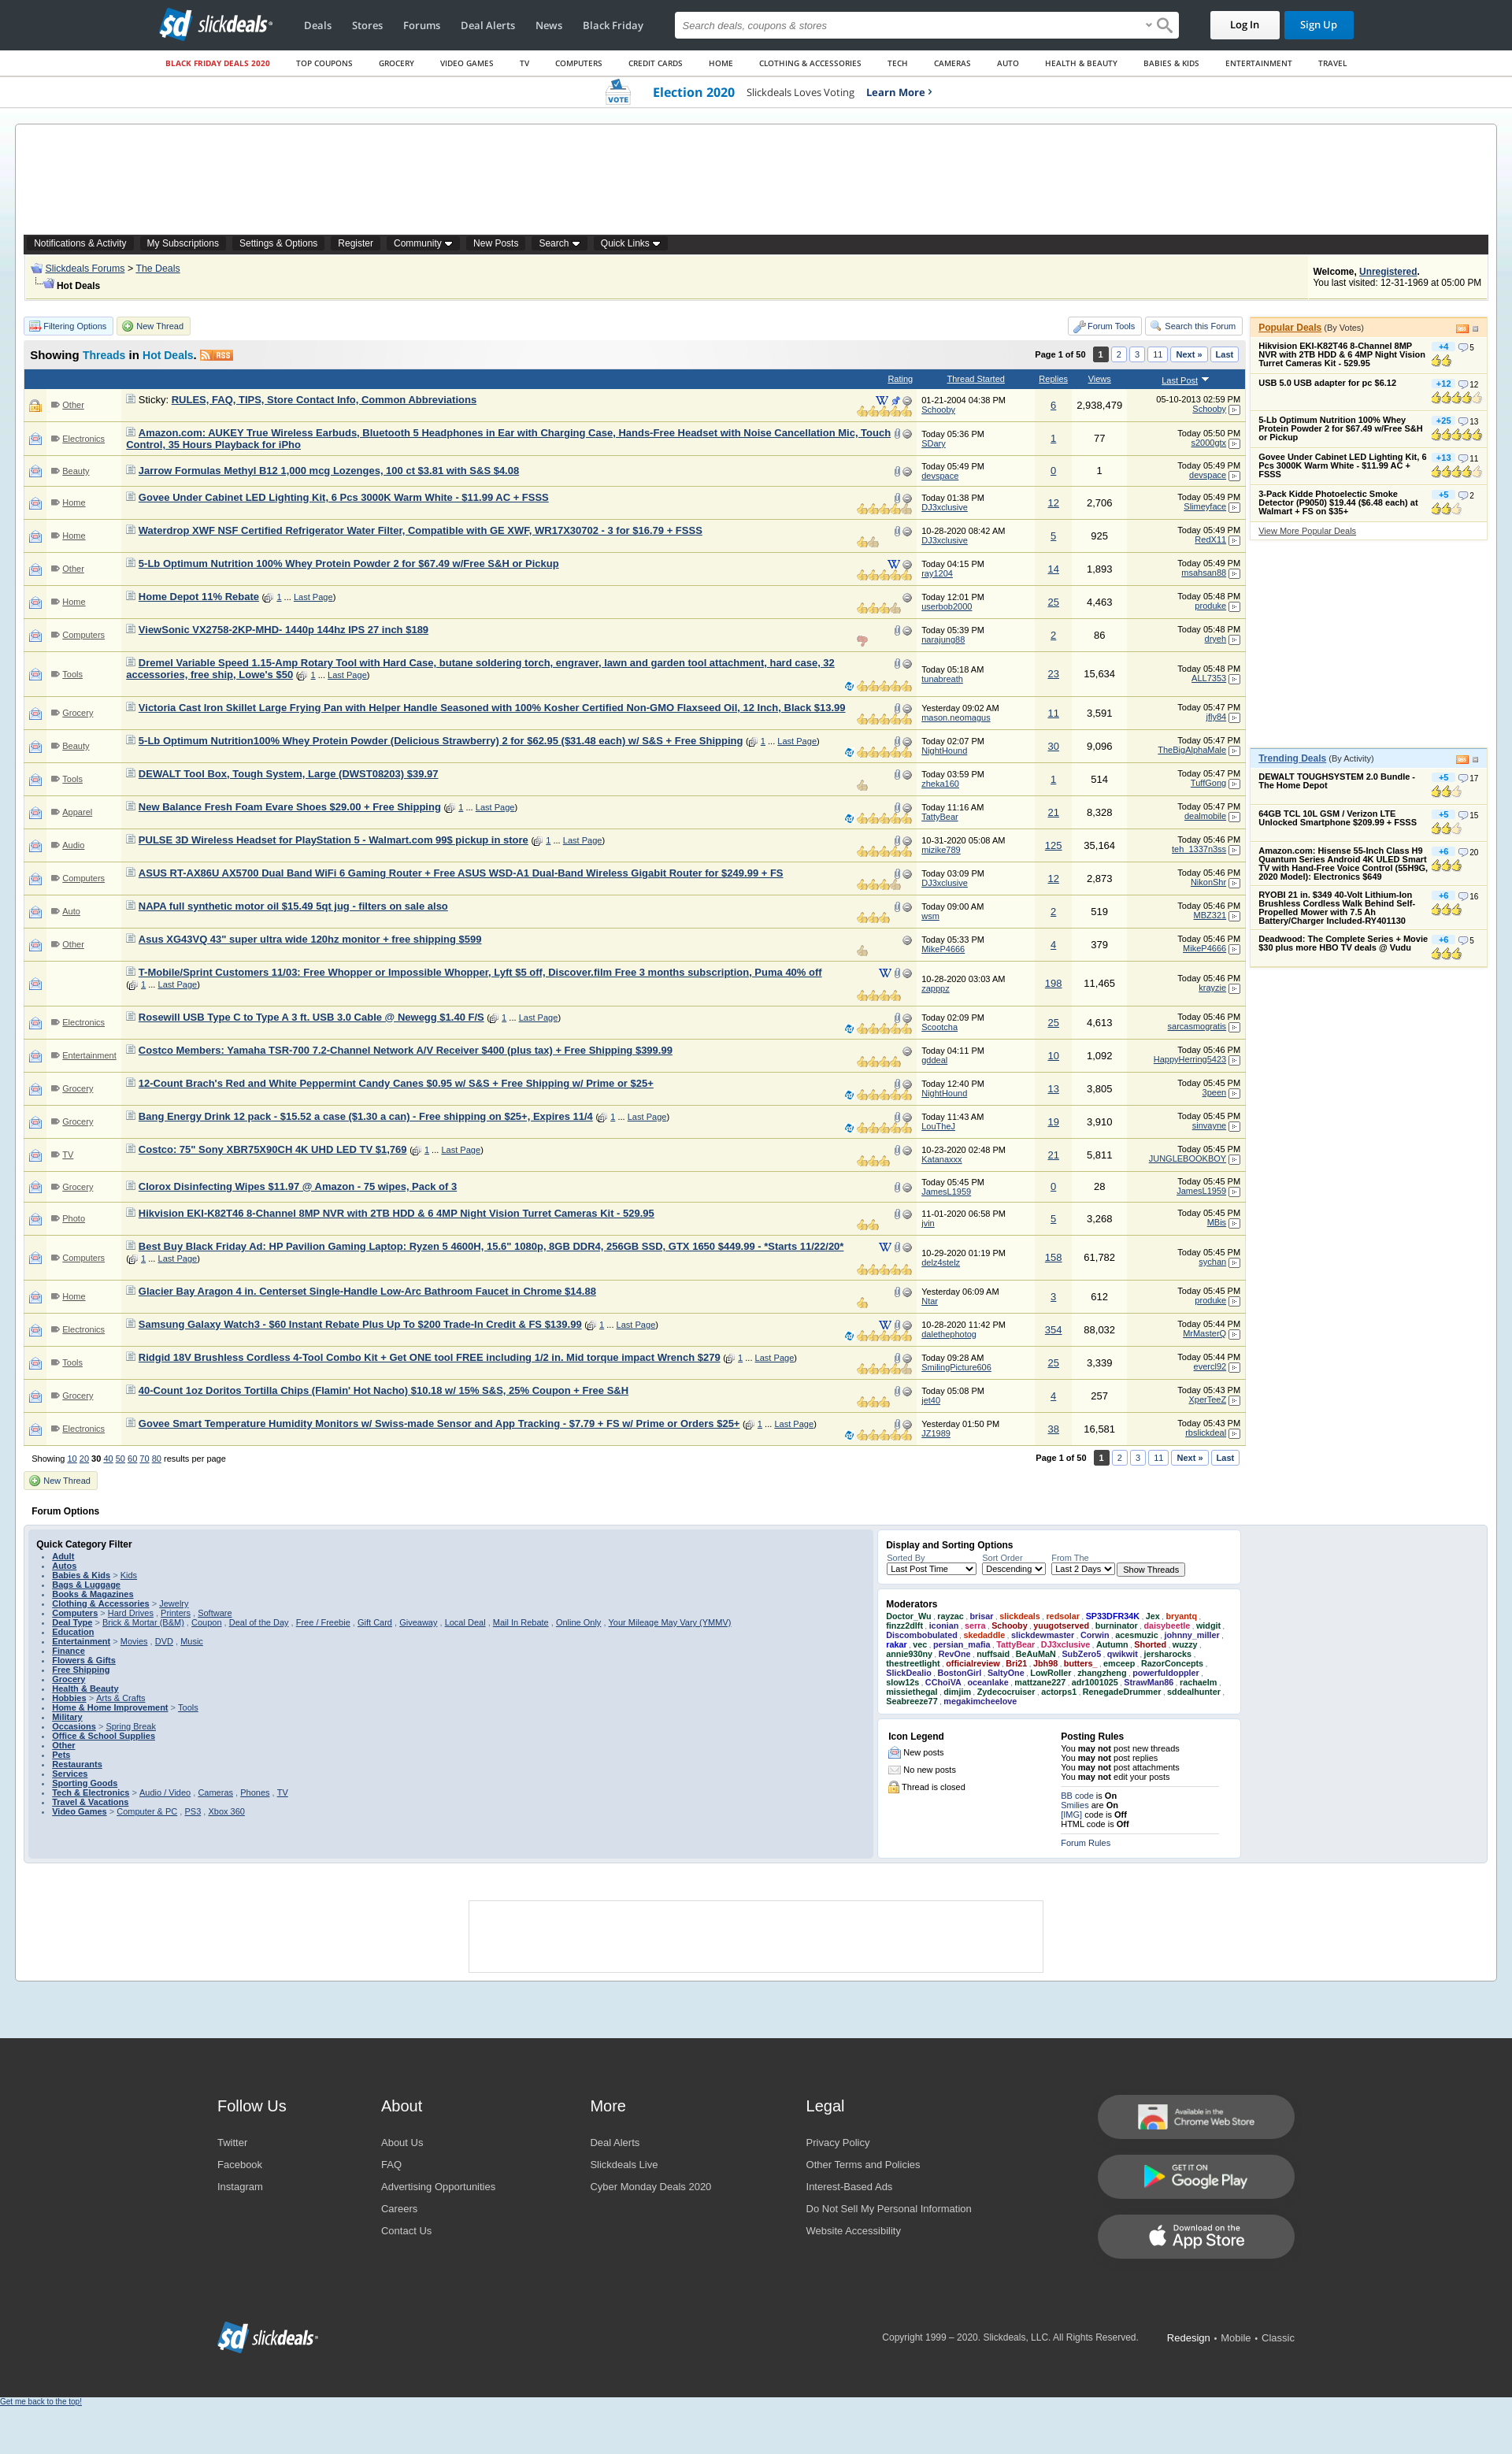 slickdeals
Deals Stores Forums Deal Alerts News Black Friday
Search deals, coupons & stores
Log In Sign Up
BLACK FRIDAY DEALS 2020 TOP COUPONS GROCERY VIDEO GAMES TV COMPUTERS CREDIT CARDS HOME CLOTHING & ACCESSORIES TECH CAMERAS AUTO HEALTH & BEAUTY BABIES & KIDS ENTERTAINMENT TRAVEL
VOTE Election 2020 Slickdeals Loves Voting Learn More ›
Notifications & Activity My Subscriptions Settings & Options Register Community New Posts Search Quick Links
Slickdeals Forums > The Deals
Hot Deals
Welcome, Unregistered.
You last visited: 12-31-1969 at 05:00 PM
Filtering Options New Thread Forum Tools Search this Forum
Showing Threads in Hot Deals. RSS
Page 1 of 50 1 2 3 11 Next » Last
Rating Thread Started Replies Views Last Post
Other Sticky: RULES, FAQ, TIPS, Store Contact Info, Common Abbreviations 01-21-2004 04:38 PM Schooby 6 2,938,479 05-10-2013 02:59 PM Schooby
Electronics Amazon.com: AUKEY True Wireless Earbuds, Bluetooth 5 Headphones in Ear with Charging Case, Hands-Free Headset with Noise Cancellation Mic, Touch Control, 35 Hours Playback for iPho Today 05:36 PM SDary 1 77 Today 05:50 PM s2000gtx
Beauty Jarrow Formulas Methyl B12 1,000 mcg Lozenges, 100 ct $3.81 with S&S $4.08 Today 05:49 PM devspace 0 1 Today 05:49 PM devspace
Home Govee Under Cabinet LED Lighting Kit, 6 Pcs 3000K Warm White - $11.99 AC + FSSS Today 01:38 PM DJ3xclusive 12 2,706 Today 05:49 PM Slimeyface
Home Waterdrop XWF NSF Certified Refrigerator Water Filter, Compatible with GE XWF, WR17X30702 - 3 for $16.79 + FSSS 10-28-2020 08:42 AM DJ3xclusive 5 925 Today 05:49 PM RedX11
Other 5-Lb Optimum Nutrition 100% Whey Protein Powder 2 for $67.49 w/Free S&H or Pickup Today 04:15 PM ray1204 14 1,893 Today 05:49 PM msahsan88
Home Home Depot 11% Rebate ( 1 ... Last Page) Today 12:01 PM userbob2000 25 4,463 Today 05:48 PM produke
Computers ViewSonic VX2758-2KP-MHD- 1440p 144hz IPS 27 inch $189 Today 05:39 PM narajung88 2 86 Today 05:48 PM dryeh
Tools Dremel Variable Speed 1.15-Amp Rotary Tool with Hard Case, butane soldering torch, engraver, lawn and garden tool attachment, hard case, 32 accessories, free ship, Lowe's $50 ( 1 ... Last Page) Today 05:18 AM tunabreath 23 15,634 Today 05:48 PM ALL7353
Grocery Victoria Cast Iron Skillet Large Frying Pan with Helper Handle Seasoned with 100% Kosher Certified Non-GMO Flaxseed Oil, 12 Inch, Black $13.99 Yesterday 09:02 AM mason.neomagus 11 3,591 Today 05:47 PM jfly84
Beauty 5-Lb Optimum Nutrition100% Whey Protein Powder (Delicious Strawberry) 2 for $62.95 ($31.48 each) w/ S&S + Free Shipping ( 1 ... Last Page) Today 02:07 PM NightHound 30 9,096 Today 05:47 PM TheBigAlphaMale
Tools DEWALT Tool Box, Tough System, Large (DWST08203) $39.97 Today 03:59 PM zheka160 1 514 Today 05:47 PM TuffGong
Apparel New Balance Fresh Foam Evare Shoes $29.00 + Free Shipping ( 1 ... Last Page) Today 11:16 AM TattyBear 21 8,328 Today 05:47 PM dealmobile
Audio PULSE 3D Wireless Headset for PlayStation 5 - Walmart.com 99$ pickup in store ( 1 ... Last Page) 10-31-2020 05:08 AM mizike789 125 35,164 Today 05:46 PM teh_1337n3ss
Computers ASUS RT-AX86U AX5700 Dual Band WiFi 6 Gaming Router + Free ASUS WSD-A1 Dual-Band Wireless Gigabit Router for $249.99 + FS Today 03:09 PM DJ3xclusive 12 2,873 Today 05:46 PM NikonShr
Auto NAPA full synthetic motor oil $15.49 5qt jug - filters on sale also Today 09:00 AM wsm 2 519 Today 05:46 PM MBZ321
Other Asus XG43VQ 43" super ultra wide 120hz monitor + free shipping $599 Today 05:33 PM MikeP4666 4 379 Today 05:46 PM MikeP4666
T-Mobile/Sprint Customers 11/03: Free Whopper or Impossible Whopper, Lyft $5 off, Discover.film Free 3 months subscription, Puma 40% off ( 1 ... Last Page) 10-28-2020 03:03 AM zapppz 198 11,465 Today 05:46 PM krayzie
Electronics Rosewill USB Type C to Type A 3 ft. USB 3.0 Cable @ Newegg $1.40 F/S ( 1 ... Last Page) Today 02:09 PM Scootcha 25 4,613 Today 05:46 PM sarcasmogratis
Entertainment Costco Members: Yamaha TSR-700 7.2-Channel Network A/V Receiver $400 (plus tax) + Free Shipping $399.99 Today 04:11 PM gddeal 10 1,092 Today 05:46 PM HappyHerring5423
Grocery 12-Count Brach's Red and White Peppermint Candy Canes $0.95 w/ S&S + Free Shipping w/ Prime or $25+ Today 12:40 PM NightHound 13 3,805 Today 05:45 PM 3peen
Grocery Bang Energy Drink 12 pack - $15.52 a case ($1.30 a can) - Free shipping on $25+, Expires 11/4 ( 1 ... Last Page) Today 11:43 AM LouTheJ 19 3,910 Today 05:45 PM sinvayne
TV Costco: 75" Sony XBR75X90CH 4K UHD LED TV $1,769 ( 1 ... Last Page) 10-23-2020 02:48 PM Katanaxxx 21 5,811 Today 05:45 PM JUNGLEBOOKBOY
Grocery Clorox Disinfecting Wipes $11.97 @ Amazon - 75 wipes, Pack of 3 Today 05:45 PM JamesL1959 0 28 Today 05:45 PM JamesL1959
Photo Hikvision EKI-K82T46 8-Channel 8MP NVR with 2TB HDD & 6 4MP Night Vision Turret Cameras Kit - 529.95 11-01-2020 06:58 PM jvin 5 3,268 Today 05:45 PM MBis
Computers Best Buy Black Friday Ad: HP Pavilion Gaming Laptop: Ryzen 5 4600H, 15.6" 1080p, 8GB DDR4, 256GB SSD, GTX 1650 $449.99 - *Starts 11/22/20* ( 1 ... Last Page) 10-29-2020 01:19 PM delz4stelz 158 61,782 Today 05:45 PM sychan
Home Glacier Bay Aragon 4 in. Centerset Single-Handle Low-Arc Bathroom Faucet in Chrome $14.88 Yesterday 06:09 AM Ntar 3 612 Today 05:45 PM produke
Electronics Samsung Galaxy Watch3 - $60 Instant Rebate Plus Up To $200 Trade-In Credit & FS $139.99 ( 1 ... Last Page) 10-28-2020 11:42 PM dalethephotog 354 88,032 Today 05:44 PM MrMasterQ
Tools Ridgid 18V Brushless Cordless 4-Tool Combo Kit + Get ONE tool FREE including 1/2 in. Mid torque impact Wrench $279 ( 1 ... Last Page) Today 09:28 AM SmilingPicture606 25 3,339 Today 05:44 PM evercl92
Grocery 40-Count 1oz Doritos Tortilla Chips (Flamin' Hot Nacho) $10.18 w/ 15% S&S, 25% Coupon + Free S&H Today 05:08 PM jet40 4 257 Today 05:43 PM XperTeeZ
Electronics Govee Smart Temperature Humidity Monitors w/ Swiss-made Sensor and App Tracking - $7.79 + FS w/ Prime or Orders $25+ ( 1 ... Last Page) Yesterday 01:50 PM JZ1989 38 16,581 Today 05:43 PM rbslickdeal
Showing 10 20 30 40 50 60 70 80 results per page
Page 1 of 50 1 2 3 11 Next » Last
New Thread
Popular Deals (By Votes)
Hikvision EKI-K82T46 8-Channel 8MP NVR with 2TB HDD & 6 4MP Night Vision Turret Cameras Kit - 529.95 +4 5
USB 5.0 USB adapter for pc $6.12 +12 12
5-Lb Optimum Nutrition 100% Whey Protein Powder 2 for $67.49 w/Free S&H or Pickup +25 13
Govee Under Cabinet LED Lighting Kit, 6 Pcs 3000K Warm White - $11.99 AC + FSSS +13 11
3-Pack Kidde Photoelectic Smoke Detector (P9050) $19.44 ($6.48 each) at Walmart + FS on $35+ +5 2
View More Popular Deals
Trending Deals (By Activity)
DEWALT TOUGHSYSTEM 2.0 Bundle - The Home Depot +5 17
64GB TCL 10L GSM / Verizon LTE Unlocked Smartphone $209.99 + FSSS +5 15
Amazon.com: Hisense 55-Inch Class H9 Quantum Series Android 4K ULED Smart TV with Hand-Free Voice Control (55H9G, 2020 Model): Electronics $649 +6 20
RYOBI 21 in. $349 40-Volt Lithium-Ion Brushless Cordless Walk Behind Self-Propelled Mower with 7.5 Ah Battery/Charger Included-RY401130 +6 16
Deadwood: The Complete Series + Movie $30 plus more HBO TV deals @ Vudu +6 5
Forum Options
Quick Category Filter
Adult
Autos
Babies & Kids > Kids
Bags & Luggage
Books & Magazines
Clothing & Accessories > Jewelry
Computers > Hard Drives , Printers , Software
Deal Type > Brick & Mortar (B&M) , Coupon , Deal of the Day , Free / Freebie , Gift Card , Giveaway , Local Deal , Mail In Rebate , Online Only , Your Mileage May Vary (YMMV)
Education
Entertainment > Movies , DVD , Music
Finance
Flowers & Gifts
Free Shipping
Grocery
Health & Beauty
Hobbies > Arts & Crafts
Home & Home Improvement > Tools
Military
Occasions > Spring Break
Office & School Supplies
Other
Pets
Restaurants
Services
Sporting Goods
Tech & Electronics > Audio / Video , Cameras , Phones , TV
Travel & Vacations
Video Games > Computer & PC , PS3 , Xbox 360
Display and Sorting Options
Sorted By Sort Order From The
Last Post Time Descending Last 2 Days Show Threads
Moderators
Doctor_Wu , rayzac , brisar , slickdeals , redsolar , SP33DFR34K , Jex , bryantq ,
finzz2dlft , iconian , serra , Schooby , yuugotserved , burninator , daisybeetle , widgit ,
Discombobulated , skedaddle , slickdewmaster , Corwin , acesmuzic , johnny_miller ,
rakar , vec , persian_mafia , TattyBear , DJ3xclusive , Autumn , Shorted , wuzzy ,
annie930ny , RevOne , nuffsaid , BeAuMaN , SubZero5 , qwikwit , jersharocks ,
thestreetlight , officialreview , Bri21 , Jbh98 , butters_ , emceep , RazorConcepts ,
SlickDealio , BostonGirl , SaltyOne , LowRoller , zhangzheng , powerfuldoppler ,
slow12s , CChoiVA , oceanlake , mattzane227 , adr1001025 , StrawMan86 , rachaelm ,
missiethegal , dimjim , Zydecocruiser , actorps1 , RenegadeDrummer , sddealhunter ,
Seabreeze77 , megakimcheelove
Icon Legend
New posts
No new posts
Thread is closed
Posting Rules
You may not post new threads
You may not post replies
You may not post attachments
You may not edit your posts
BB code is On
Smilies are On
[IMG] code is Off
HTML code is Off
Forum Rules
Follow Us
Twitter
Facebook
Instagram
About
About Us
FAQ
Advertising Opportunities
Careers
Contact Us
More
Deal Alerts
Slickdeals Live
Cyber Monday Deals 2020
Legal
Privacy Policy
Other Terms and Policies
Interest-Based Ads
Do Not Sell My Personal Information
Website Accessibility
Available in the
Chrome Web Store
GET IT ON
Google Play
Download on the
App Store
slickdeals
Copyright 1999 – 2020. Slickdeals, LLC. All Rights Reserved. Redesign • Mobile • Classic
Get me back to the top!